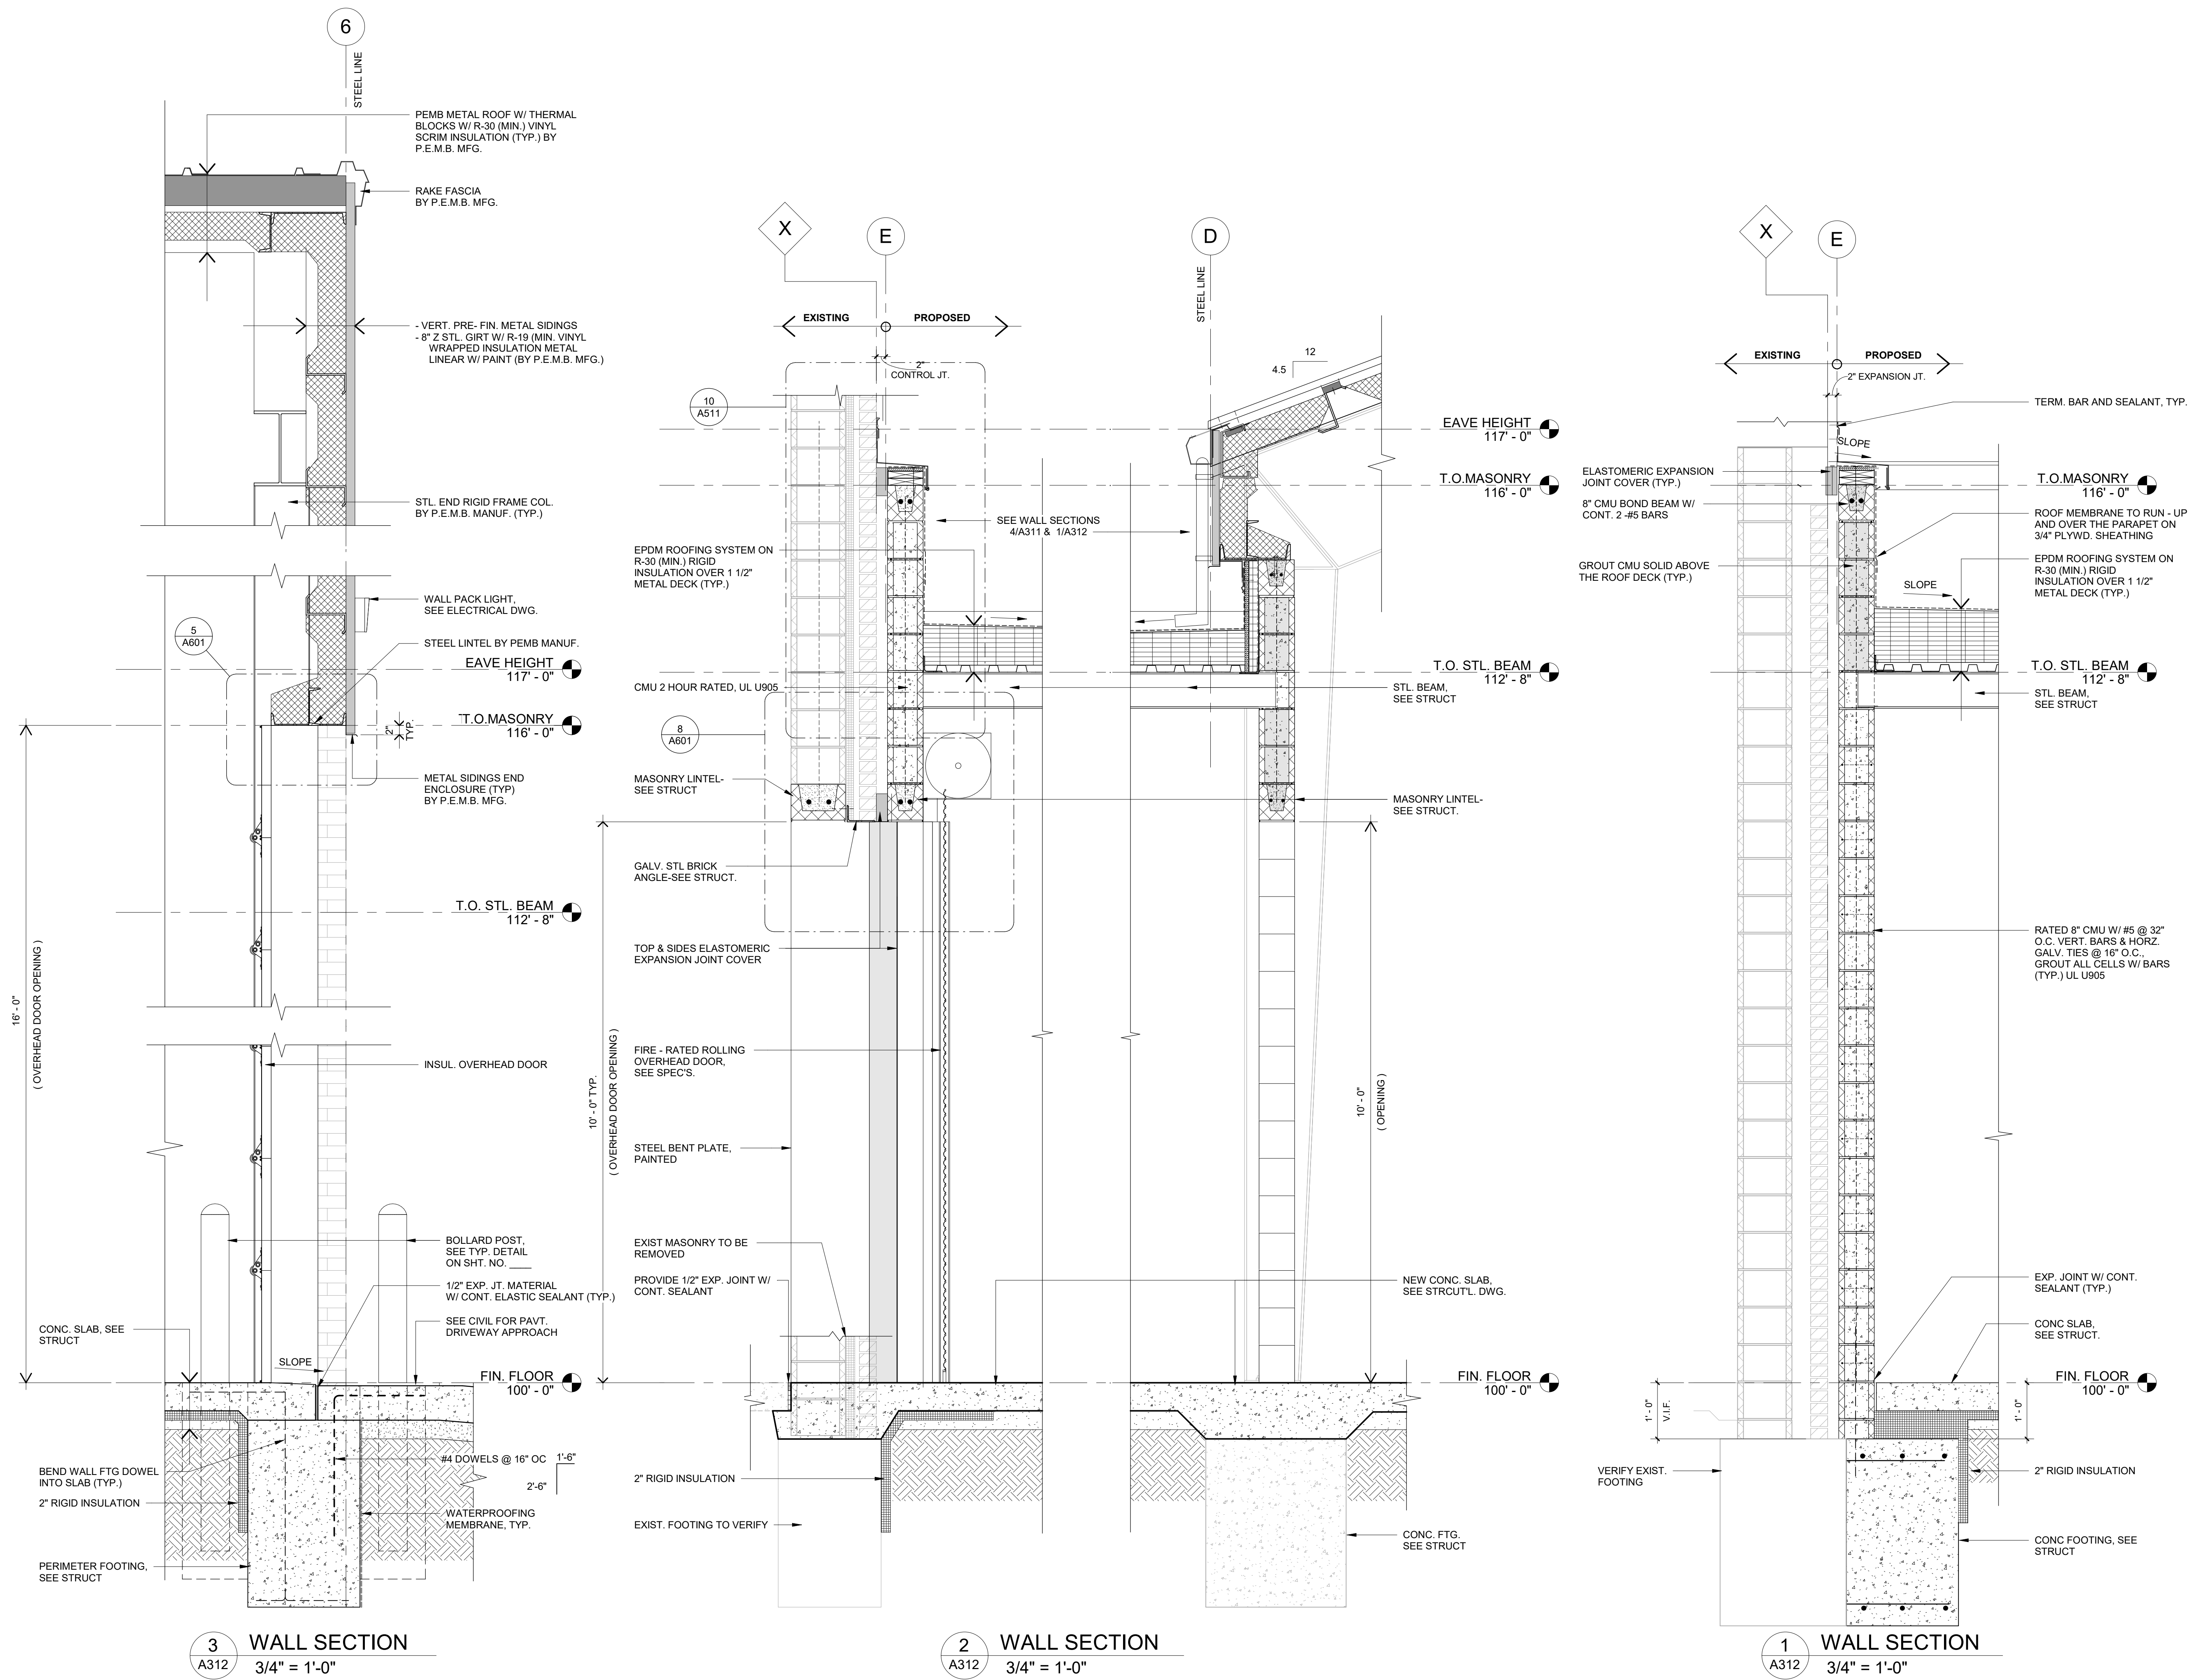 6
STEEL LINE
PEMB METAL ROOF W/ THERMAL
BLOCKS W/ R-30 (MIN.) VINYL
SCRIM INSULATION (TYP.) BY
P.E.M.B. MFG.
RAKE FASCIA
BY P.E.M.B. MFG.
- VERT. PRE- FIN. METAL SIDINGS
- 8" Z STL. GIRT W/ R-19 (MIN. VINYL
WRAPPED INSULATION METAL
LINEAR W/ PAINT (BY P.E.M.B. MFG.)
STL. END RIGID FRAME COL.
BY P.E.M.B. MANUF. (TYP.)
WALL PACK LIGHT,
SEE ELECTRICAL DWG.
5
A601
STEEL LINTEL BY PEMB MANUF.
EAVE HEIGHT
117' - 0"
T.O.MASONRY
116' - 0"
2"
TYP.
METAL SIDINGS END
ENCLOSURE (TYP)
BY P.E.M.B. MFG.
T.O. STL. BEAM
112' - 8"
16' - 0"
( OVERHEAD DOOR OPENING )
INSUL. OVERHEAD DOOR
BOLLARD POST,
SEE TYP. DETAIL
ON SHT. NO. ____
1/2" EXP. JT. MATERIAL
W/ CONT. ELASTIC SEALANT (TYP.)
SEE CIVIL FOR PAVT.
DRIVEWAY APPROACH
CONC. SLAB, SEE
STRUCT
SLOPE
FIN. FLOOR
100' - 0"
#4 DOWELS @ 16" OC
1'-6"
2'-6"
BEND WALL FTG DOWEL
INTO SLAB (TYP.)
2" RIGID INSULATION
WATERPROOFING
MEMBRANE, TYP.
PERIMETER FOOTING,
SEE STRUCT
3
A312
WALL SECTION
3/4" = 1'-0"
X
E
D
STEEL LINE
EXISTING
PROPOSED
2"
CONTROL JT.
12
4.5
10
A511
EAVE HEIGHT
117' - 0"
T.O.MASONRY
116' - 0"
SEE WALL SECTIONS
4/A311 & 1/A312
EPDM ROOFING SYSTEM ON
R-30 (MIN.) RIGID
INSULATION OVER 1 1/2"
METAL DECK (TYP.)
T.O. STL. BEAM
112' - 8"
CMU 2 HOUR RATED, UL U905
STL. BEAM,
SEE STRUCT
8
A601
MASONRY LINTEL-
SEE STRUCT
MASONRY LINTEL-
SEE STRUCT.
GALV. STL BRICK
ANGLE-SEE STRUCT.
TOP & SIDES ELASTOMERIC
EXPANSION JOINT COVER
FIRE - RATED ROLLING
OVERHEAD DOOR,
SEE SPEC'S.
10' - 0" TYP.
( OVERHEAD DOOR OPENING )
10' - 0"
( OPENING )
STEEL BENT PLATE,
PAINTED
EXIST MASONRY TO BE
REMOVED
PROVIDE 1/2" EXP. JOINT W/
CONT. SEALANT
NEW CONC. SLAB,
SEE STRCUT'L. DWG.
FIN. FLOOR
100' - 0"
2" RIGID INSULATION
EXIST. FOOTING TO VERIFY
CONC. FTG.
SEE STRUCT
2
A312
WALL SECTION
3/4" = 1'-0"
X
E
EXISTING
PROPOSED
2" EXPANSION JT.
TERM. BAR AND SEALANT, TYP.
SLOPE
ELASTOMERIC EXPANSION
JOINT COVER (TYP.)
T.O.MASONRY
116' - 0"
8" CMU BOND BEAM W/
CONT. 2 -#5 BARS
ROOF MEMBRANE TO RUN - UP
AND OVER THE PARAPET ON
3/4" PLYWD. SHEATHING
GROUT CMU SOLID ABOVE
THE ROOF DECK (TYP.)
EPDM ROOFING SYSTEM ON
R-30 (MIN.) RIGID
INSULATION OVER 1 1/2"
METAL DECK (TYP.)
SLOPE
T.O. STL. BEAM
112' - 8"
STL. BEAM,
SEE STRUCT
RATED 8" CMU W/ #5 @ 32"
O.C. VERT. BARS & HORZ.
GALV. TIES @ 16" O.C.,
GROUT ALL CELLS W/ BARS
(TYP.) UL U905
EXP. JOINT W/ CONT.
SEALANT (TYP.)
CONC SLAB,
SEE STRUCT.
FIN. FLOOR
100' - 0"
1' - 0"
V.I.F.
1' - 0"
VERIFY EXIST.
FOOTING
2" RIGID INSULATION
CONC FOOTING, SEE
STRUCT
1
A312
WALL SECTION
3/4" = 1'-0"